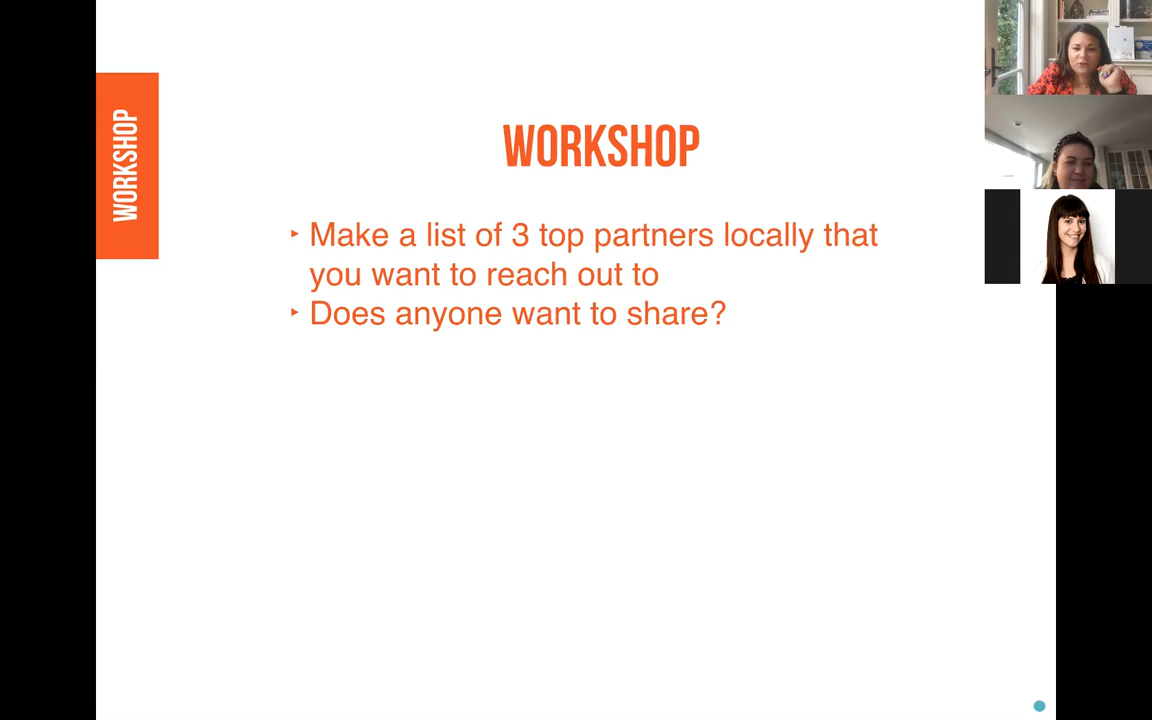 WORKSHOP
WORKSHOP
‣ Make a list of 3 top partners locally that
you want to reach out to
‣ Does anyone want to share?